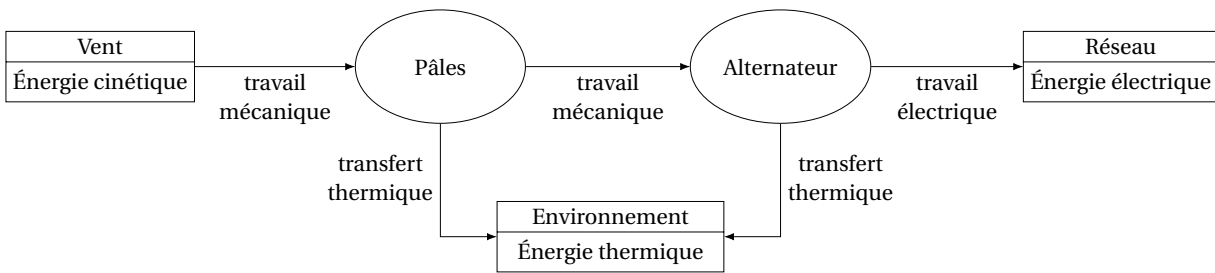 Vent
Énergie cinétique
travail
mécanique
Pâles
travail
mécanique
Alternateur
travail
électrique
Réseau
Énergie électrique
transfert
thermique
transfert
thermique
Environnement
Énergie thermique